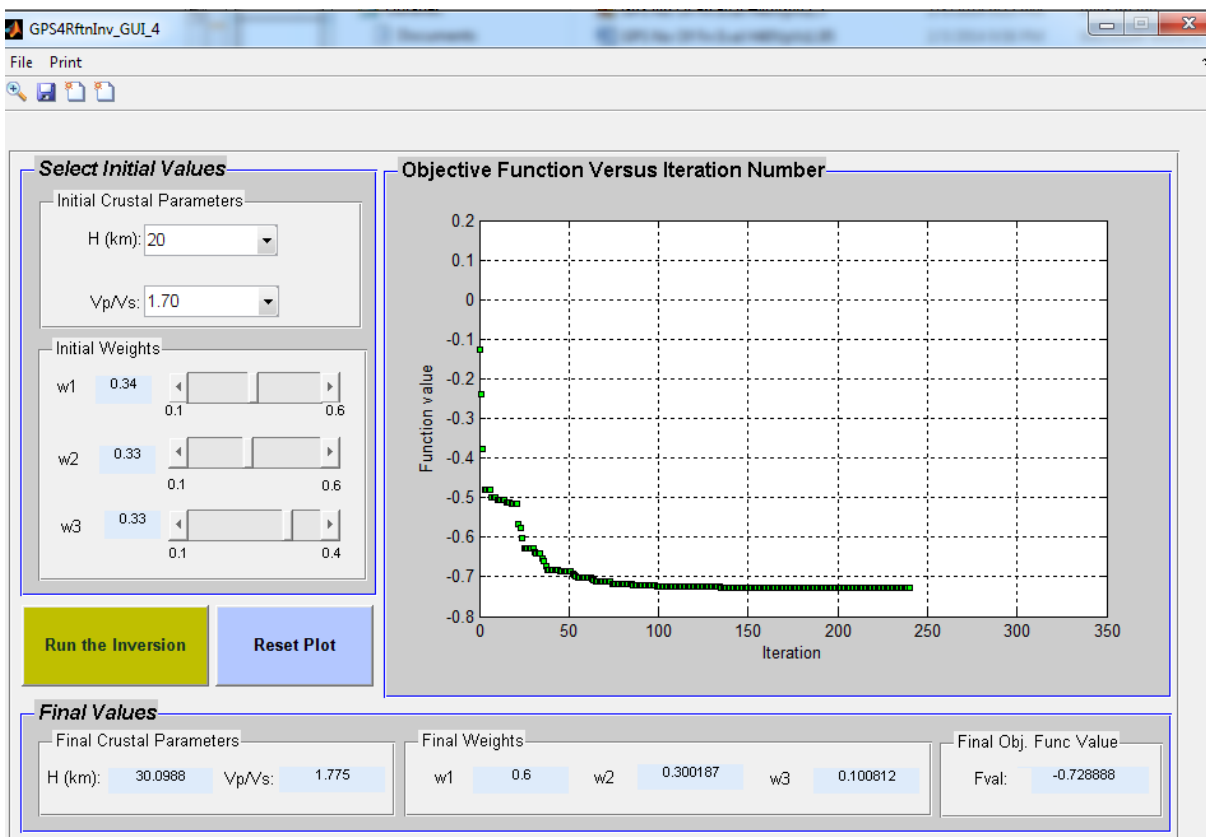 GPS4RftnInv_GUI_4
File Print
Select Initial Values
Initial Crustal Parameters
H (km): 20
Vp/Vs: 1.70
Initial Weights
w1 0.34
0.1 0.6
w2 0.33
0.1 0.6
w3 0.33
0.1 0.4
Run the Inversion
Reset Plot
Objective Function Versus Iteration Number
0.2
0.1
0
-0.1
-0.2
-0.3
-0.4
-0.5
-0.6
-0.7
-0.8
Function value
0 50 100 150 200 250 300 350
Iteration
Final Values
Final Crustal Parameters
H (km): 30.0988 Vp/Vs: 1.775
Final Weights
w1 0.6 w2 0.300187 w3 0.100812
Final Obj. Func Value
Fval: -0.728888